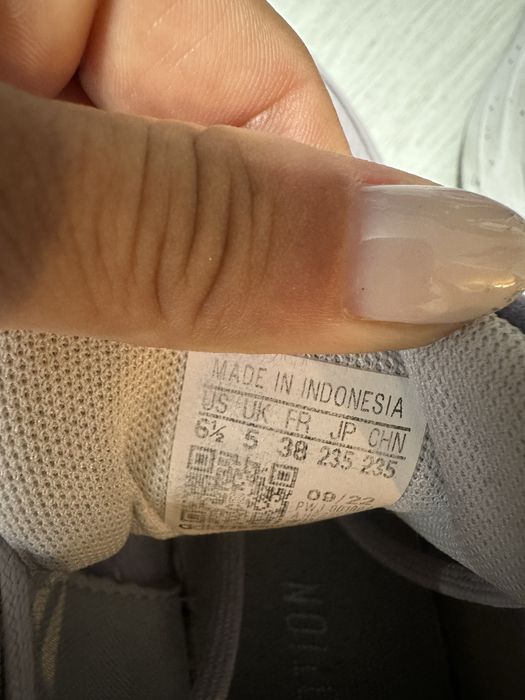 MADE IN INDONESIA
US UK FR JP CHN
6½ 5 38 235 235
09/22